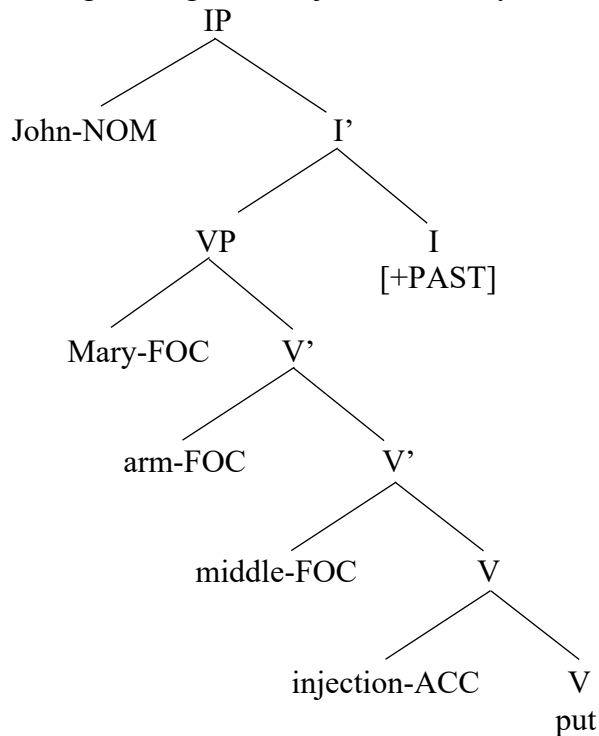 IP
John-NOM I’
VP I
[+PAST]
Mary-FOC V’
arm-FOC V’
middle-FOC V
injection-ACC V
put